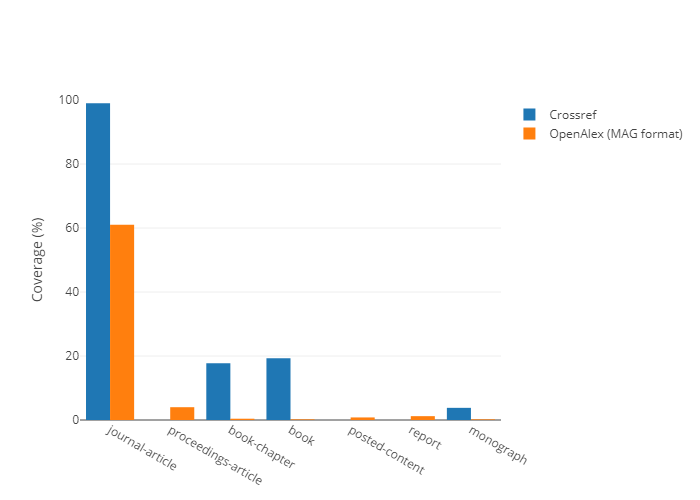 100
80
60
40
20
0
Coverage (%)
journal-article
proceedings-article
book-chapter
book
posted-content
report
monograph
Crossref
OpenAlex (MAG format)